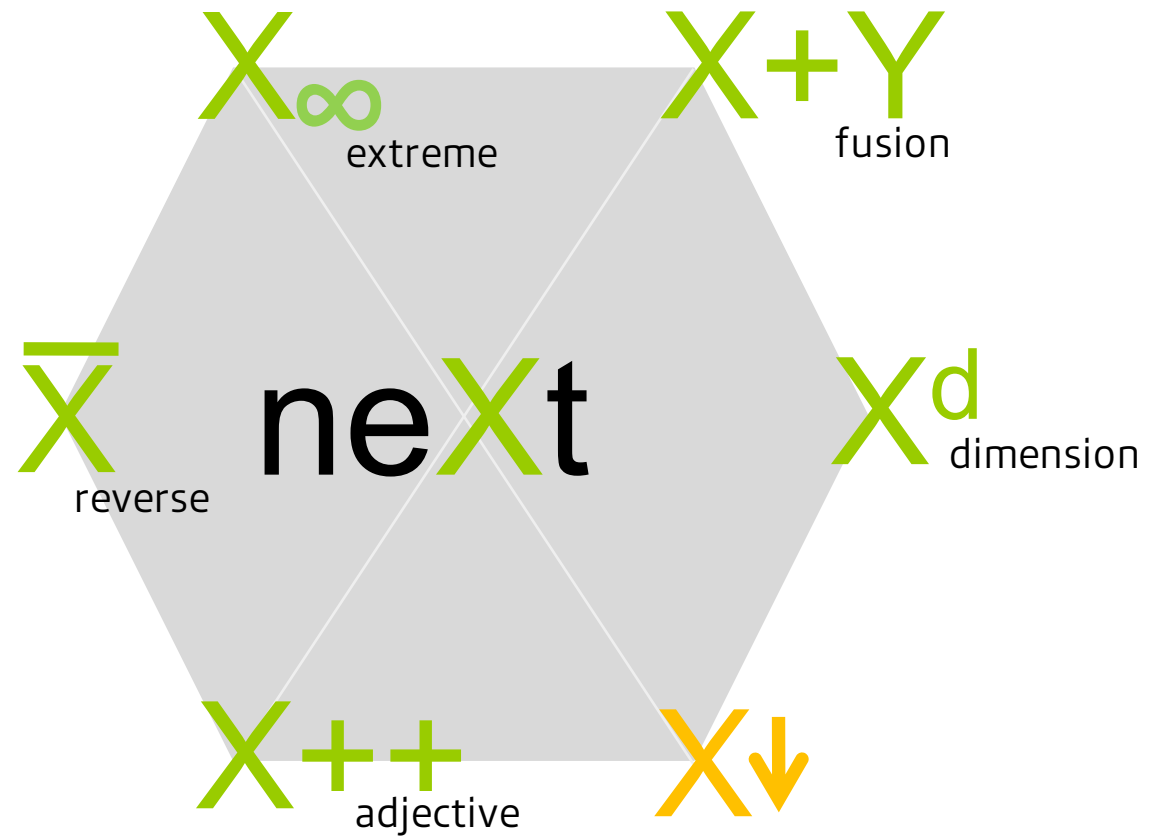 X∞
extreme
X+Y
fusion
X̅
reverse
neXt
Xᵈ
dimension
X++
adjective
X↓